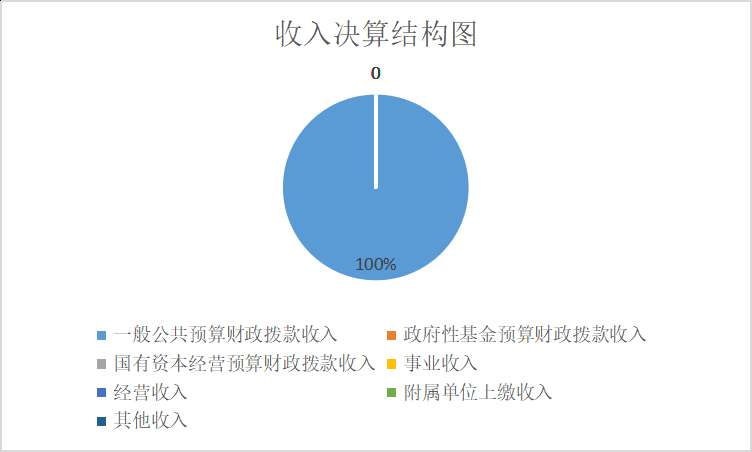 收入决算结构图
0
100%
一般公共预算财政拨款收入
政府性基金预算财政拨款收入
国有资本经营预算财政拨款收入
事业收入
经营收入
附属单位上缴收入
其他收入